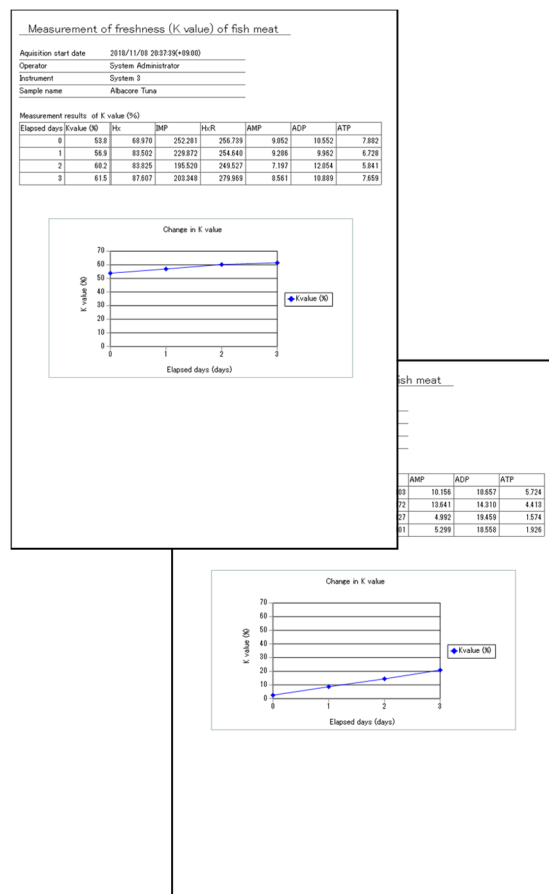 Measurement of freshness (K value) of fish meat
Aquisition start date 2018/11/08 20:37:39(+09:00)
Operator System Administrator
Instrument System 3
Sample name Albacore Tuna
Measurement results of K value (%)
Elapsed days Kvalue (%) Hx IMP HxR AMP ADP ATP
0 53.8 68.970 252.281 256.739 9.052 10.552 7.882
1 56.9 83.502 229.872 254.640 9.286 9.962 6.728
2 60.2 83.825 195.520 249.527 7.197 12.054 5.841
3 61.5 87.607 203.348 279.969 8.561 10.889 7.659
Change in K value
70
60
50
40
30
20
10
0
K value (%)
0 1 2 3
Elapsed days (days)
Kvalue (%)
ish meat
AMP ADP ATP
03 10.156 10.657 5.724
72 13.641 14.310 4.413
27 4.992 19.459 1.574
01 5.299 18.558 1.926
Change in K value
70
60
50
40
30
20
10
0
K value (%)
0 1 2 3
Elapsed days (days)
Kvalue (%)